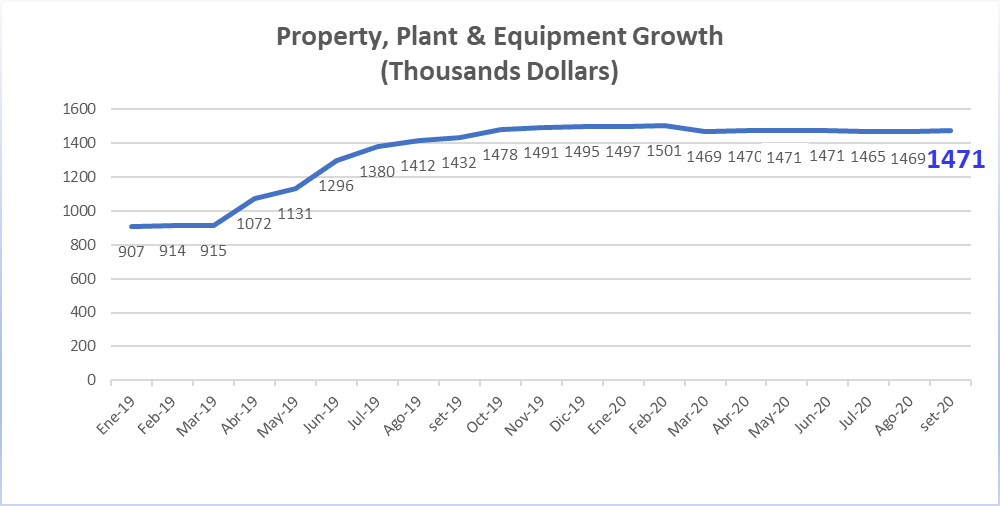 Property, Plant & Equipment Growth
(Thousands Dollars)
1600
1400
1200
1000
800
600
400
200
0
907
914
915
1072
1131
1296
1380
1412
1432
1478
1491
1495
1497
1501
1469
1470
1471
1471
1465
1469
1471
Ene-19
Feb-19
Mar-19
Abr-19
May-19
Jun-19
Jul-19
Ago-19
set-19
Oct-19
Nov-19
Dic-19
Ene-20
Feb-20
Mar-20
Abr-20
May-20
Jun-20
Jul-20
Ago-20
set-20